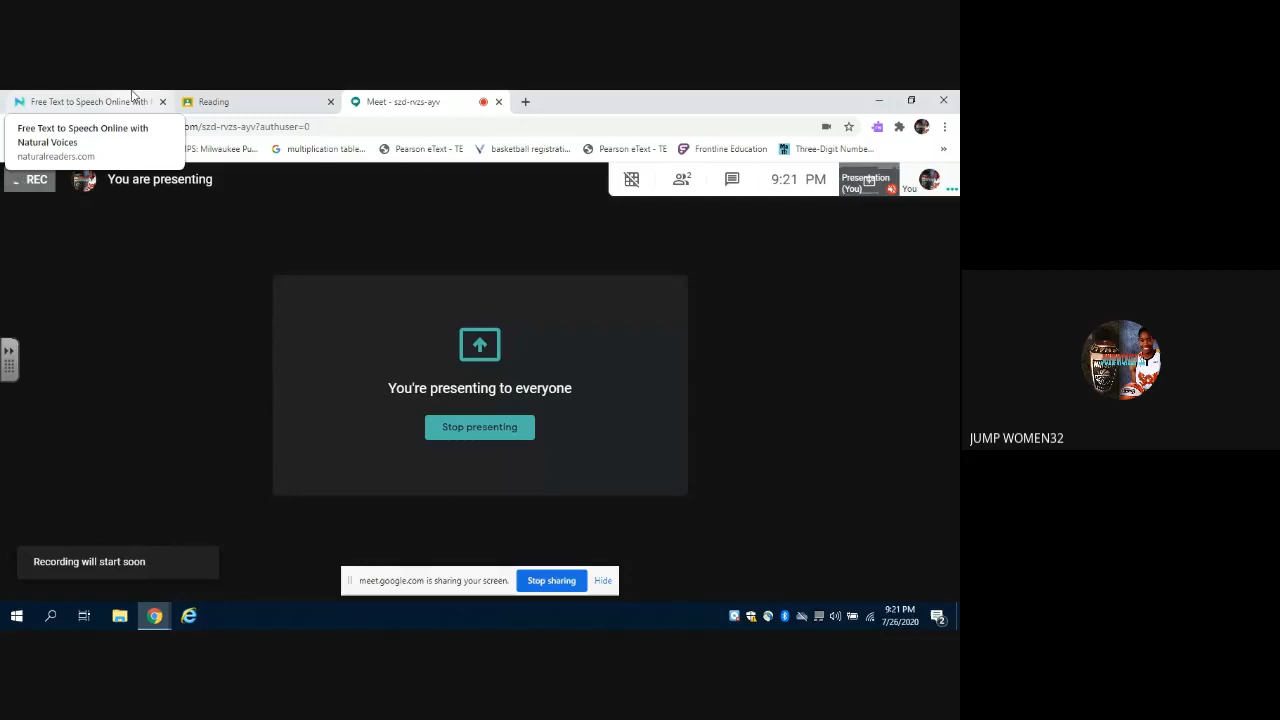 Free Text to Speech Online with
Reading
Meet - szd-rvzs-ayv
Free Text to Speech Online with
Natural Voices
naturalreaders.com
om/szd-rvzs-ayv?authuser=0
MPS: Milwaukee Pu...
multiplication table...
Pearson eText - TE
basketball registrati...
Pearson eText - TE
Frontline Education
Three-Digit Numbe...
REC
You are presenting
2
9:21 PM
Presentation
(You)
You
You're presenting to everyone
Stop presenting
JUMP WOMEN32
Recording will start soon
meet.google.com is sharing your screen.
Stop sharing
Hide
9:21 PM
7/26/2020
2